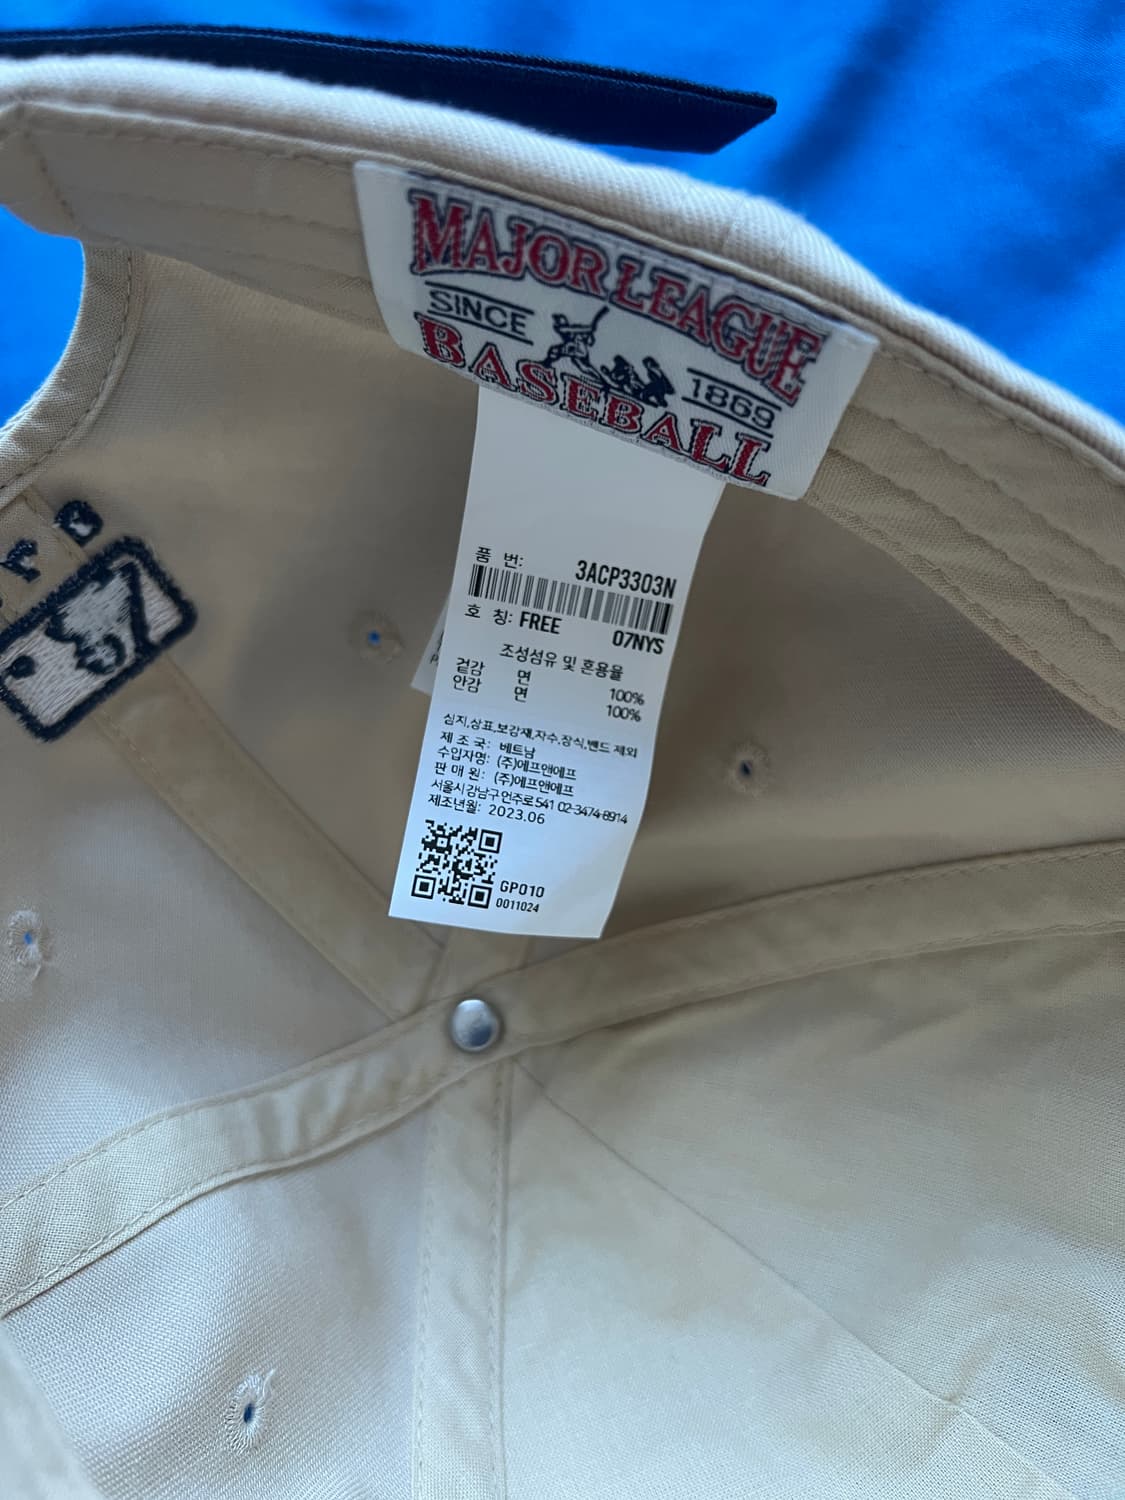 MAJOR LEAGUE
SINCE
1869
BASEBALL
품 번: 3ACP3303N
호 칭: FREE 07NYS
조성섬유 및 혼용율
겉감 면 100%
안감 면 100%
심지,상표,보강재,자수,장식,밴드 제외
제 조 국: 베트남
수입자명: (주)에프앤에프
판 매 원: (주)에프앤에프
서울시 강남구 언주로 541 02-3474-8914
제조년월: 2023.06
GP010
0011024